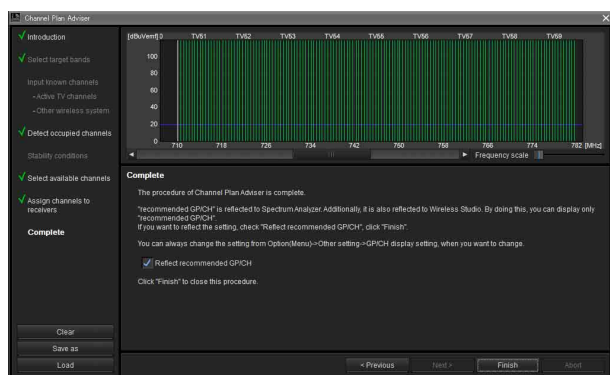 Channel Plan Adviser
Introduction
Select target bands
Input known channels
-Active TV channels
-Other wireless system
Detect occupied channels
Stability conditions
Select available channels
Assign channels to
receivers
Complete
Clear
Save as
Load
[dBuVemf] 0 TV51 TV52 TV53 TV54 TV55 TV56 TV57 TV58 TV59
100
80
60
40
20
0
710 718 726 734 742 750 758 766 774 782 [MHz]
Frequency scale
Complete
The procedure of Channel Plan Adviser is complete.
"recommended GP/CH" is reflected to Spectrum Analyzer. Additionally, it is also reflected to Wireless Studio. By doing this, you can display only
"recommended GP/CH".
If you want to reflect the setting, check "Reflect recommended GP/CH", click "Finish".
You can always change the setting from Option(Menu)->Other setting->GP/CH display setting, when you want to change.
Reflect recommended GP/CH
Click "Finish" to close this procedure.
< Previous Next > Finish Abort